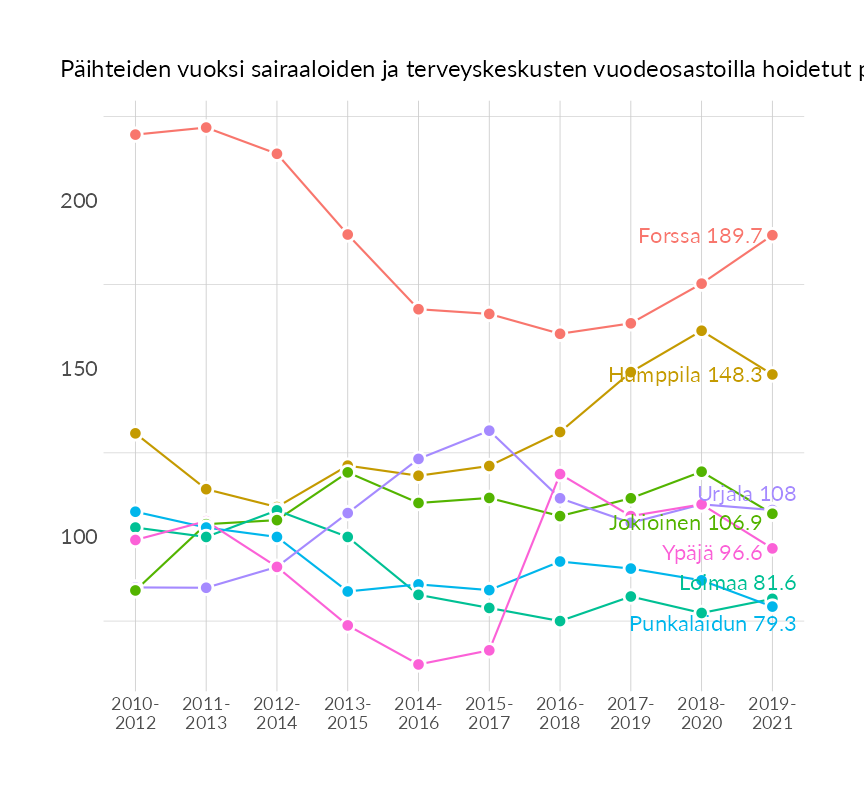 Päihteiden vuoksi sairaaloiden ja terveyskeskusten vuodeosastoilla hoidetut
200
150
100
Forssa 189.7
Humppila 148.3
Urjala 108
Jokioinen 106.9
Ypäjä 96.6
Loimaa 81.6
Punkalaidun 79.3
2010- 2011- 2012- 2013- 2014- 2015- 2016- 2017- 2018- 2019-
2012 2013 2014 2015 2016 2017 2018 2019 2020 2021